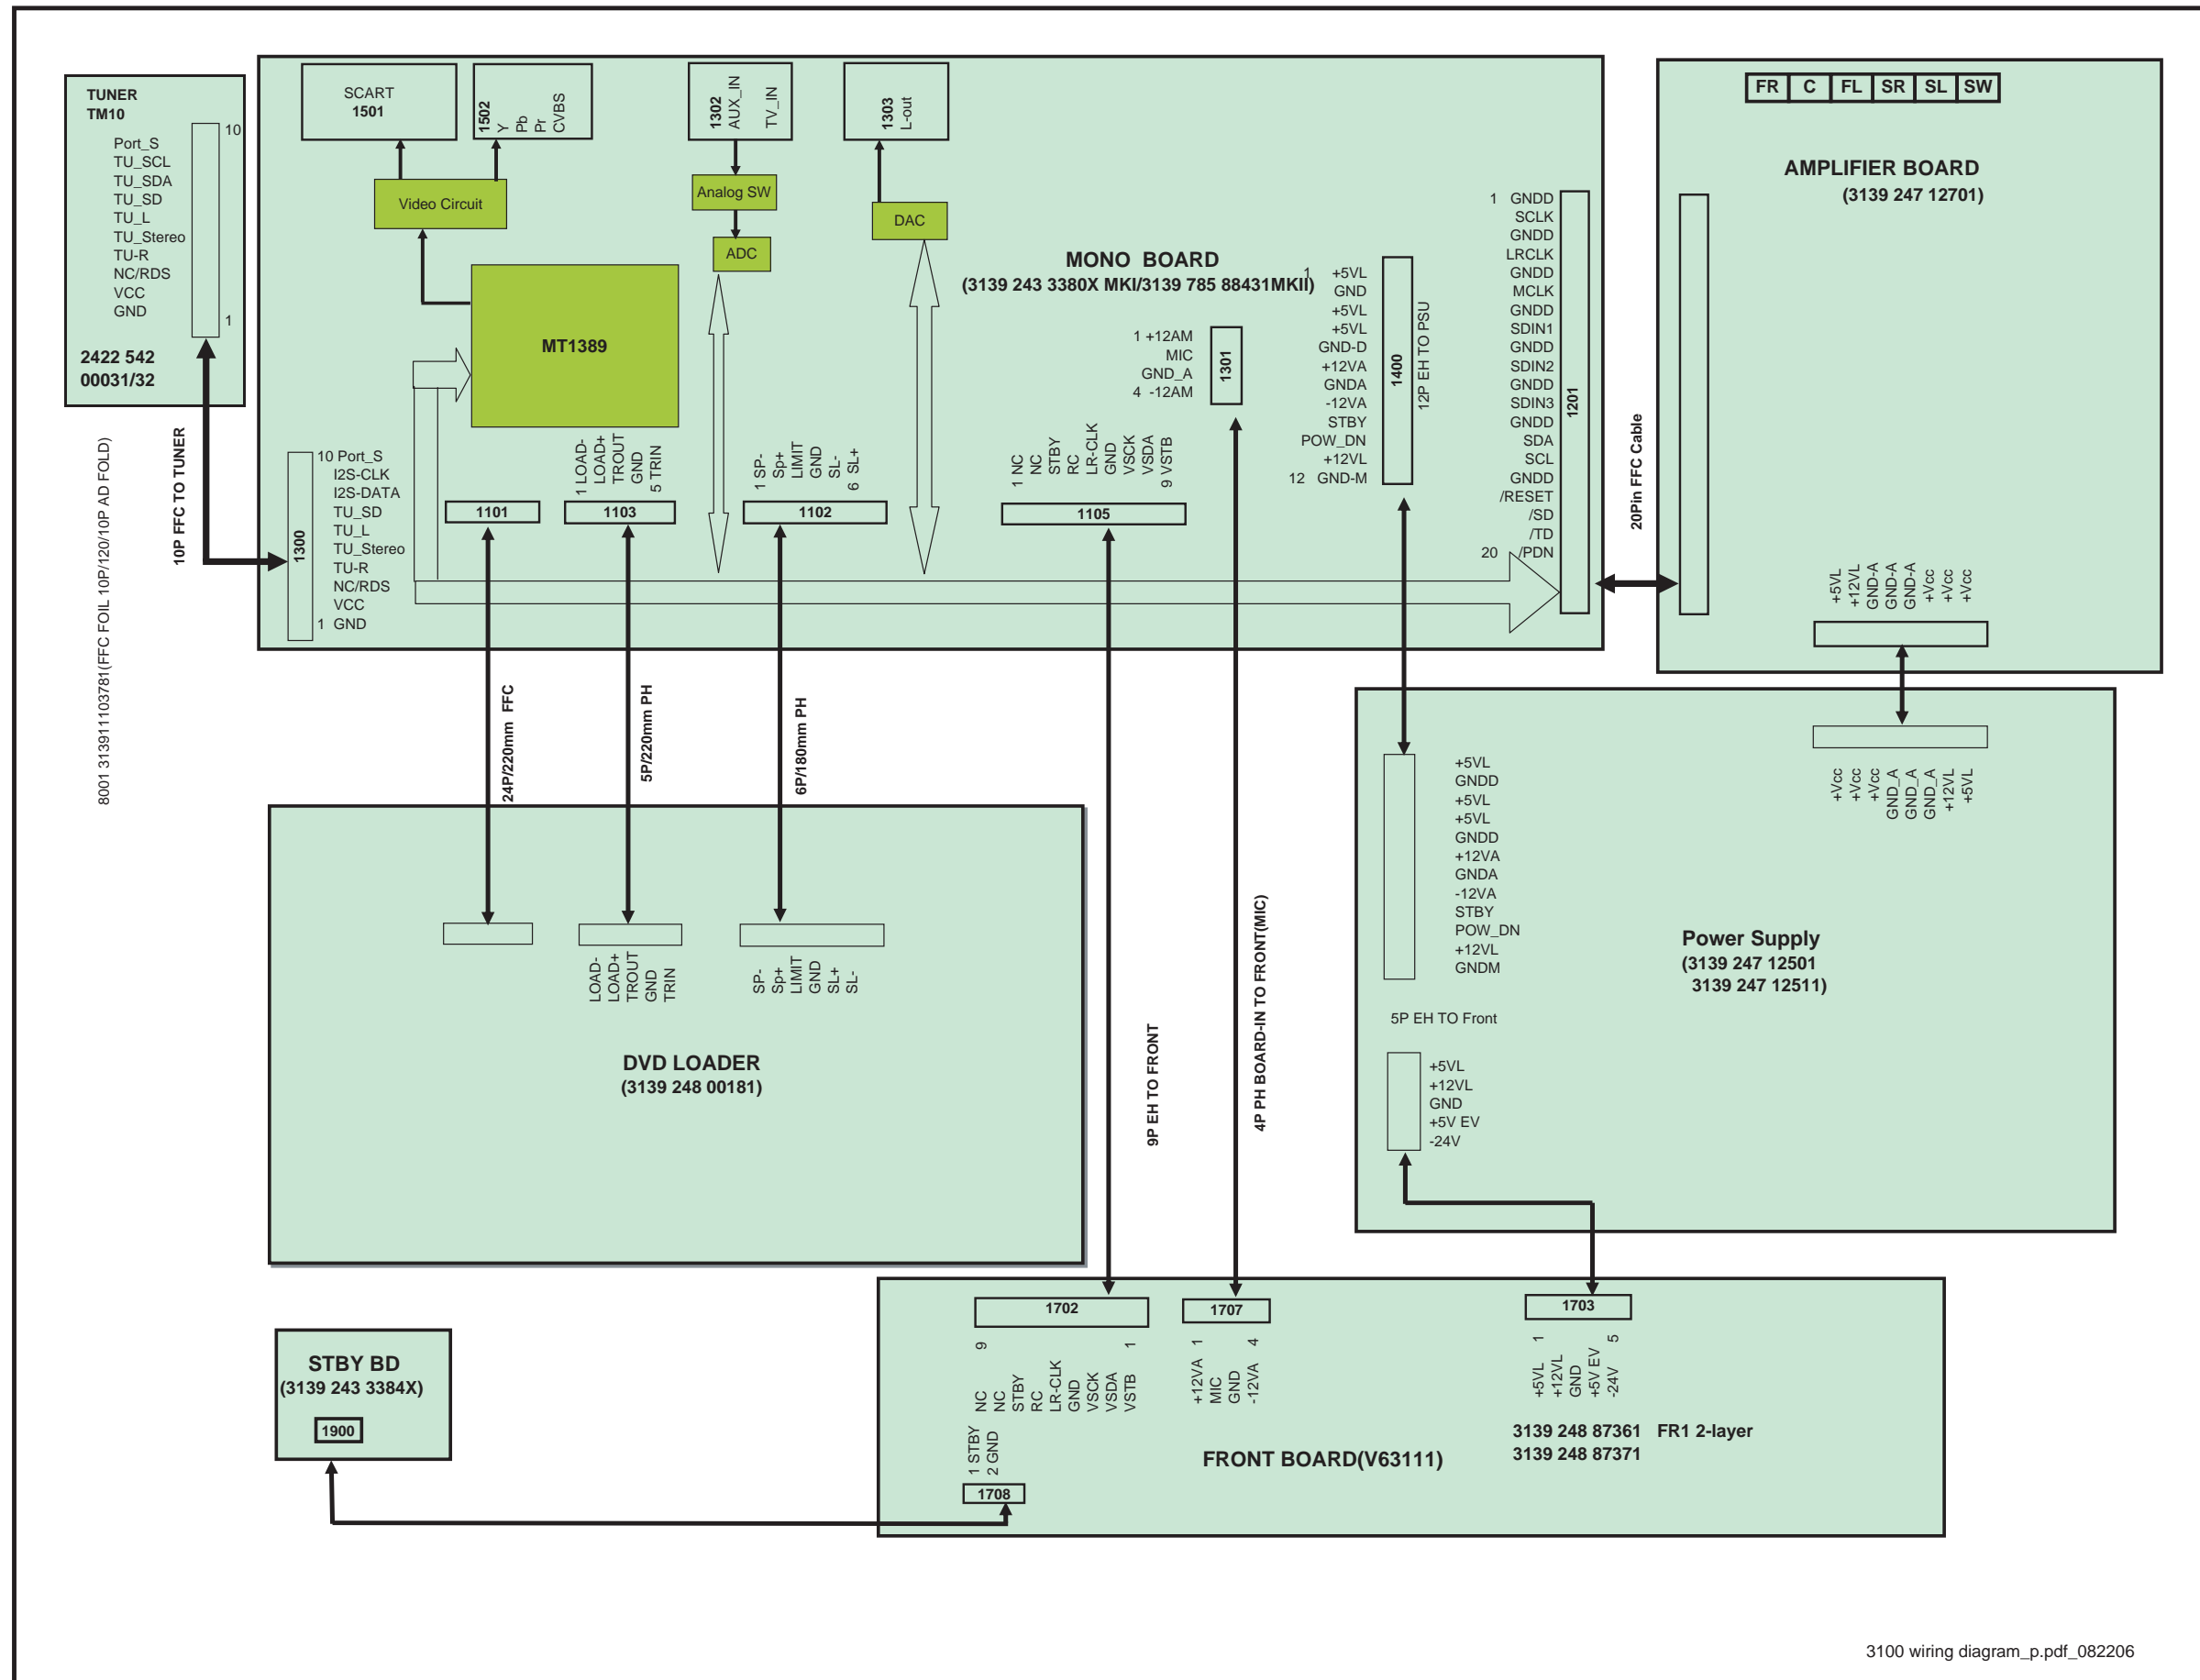 TUNER
TM10
Port_S
TU_SCL
TU_SDA
TU_SD
TU_L
TU_Stereo
TU-R
NC/RDS
VCC
GND
10
1
2422 542
00031/32
8001 313911103781(FFC FOIL 10P/120/10P AD FOLD)
10P FFC TO TUNER
SCART
1501
1502
Y
Pb
Pr
CVBS
1302
AUX_IN
TV_IN
1303
L-out
Video Circuit
Analog SW
ADC
DAC
MT1389
MONO BOARD
(3139 243 3380X MKI/3139 785 88431MKII)
1 +12AM
MIC
GND_A
4 -12AM
1301
1 +5VL
GND
+5VL
+5VL
GND-D
+12VA
GNDA
-12VA
STBY
POW_DN
+12VL
12 GND-M
1400
12P EH TO PSU
1 GNDD
SCLK
GNDD
LRCLK
GNDD
MCLK
GNDD
SDIN1
GNDD
SDIN2
GNDD
SDIN3
GNDD
SDA
SCL
GNDD
/RESET
/SD
/TD
20 /PDN
1201
20Pin FFC Cable
1300
10 Port_S
I2S-CLK
I2S-DATA
TU_SD
TU_L
TU_Stereo
TU-R
NC/RDS
VCC
1 GND
1101
1 LOAD-
LOAD+
TROUT
GND
5 TRIN
1103
1 SP-
Sp+
LIMIT
GND
SL-
6 SL+
1102
1 NC
NC
STBY
RC
LR-CLK
GND
VSCK
VSDA
9 VSTB
1105
FR C FL SR SL SW
AMPLIFIER BOARD
(3139 247 12701)
+5VL
+12VL
GND-A
GND-A
GND-A
+Vcc
+Vcc
+Vcc
24P/220mm FFC
5P/220mm PH
6P/180mm PH
9P EH TO FRONT
4P PH BOARD-IN TO FRONT(MIC)
LOAD-
LOAD+
TROUT
GND
TRIN
SP-
Sp+
LIMIT
GND
SL+
SL-
DVD LOADER
(3139 248 00181)
+Vcc
+Vcc
+Vcc
GND_A
GND_A
GND_A
+12VL
+5VL
+5VL
GNDD
+5VL
+5VL
GNDD
+12VA
GNDA
-12VA
STBY
POW_DN
+12VL
GNDM
Power Supply
(3139 247 12501
3139 247 12511)
5P EH TO Front
+5VL
+12VL
GND
+5V EV
-24V
STBY BD
(3139 243 3384X)
1900
1702
9
1
NC
NC
STBY
RC
LR-CLK
GND
VSCK
VSDA
VSTB
1707
1
4
+12VA
MIC
GND
-12VA
1703
1
5
+5VL
+12VL
GND
+5V EV
-24V
1 STBY
2 GND
1708
FRONT BOARD(V63111)
3139 248 87361 FR1 2-layer
3139 248 87371
3100 wiring diagram_p.pdf_082206